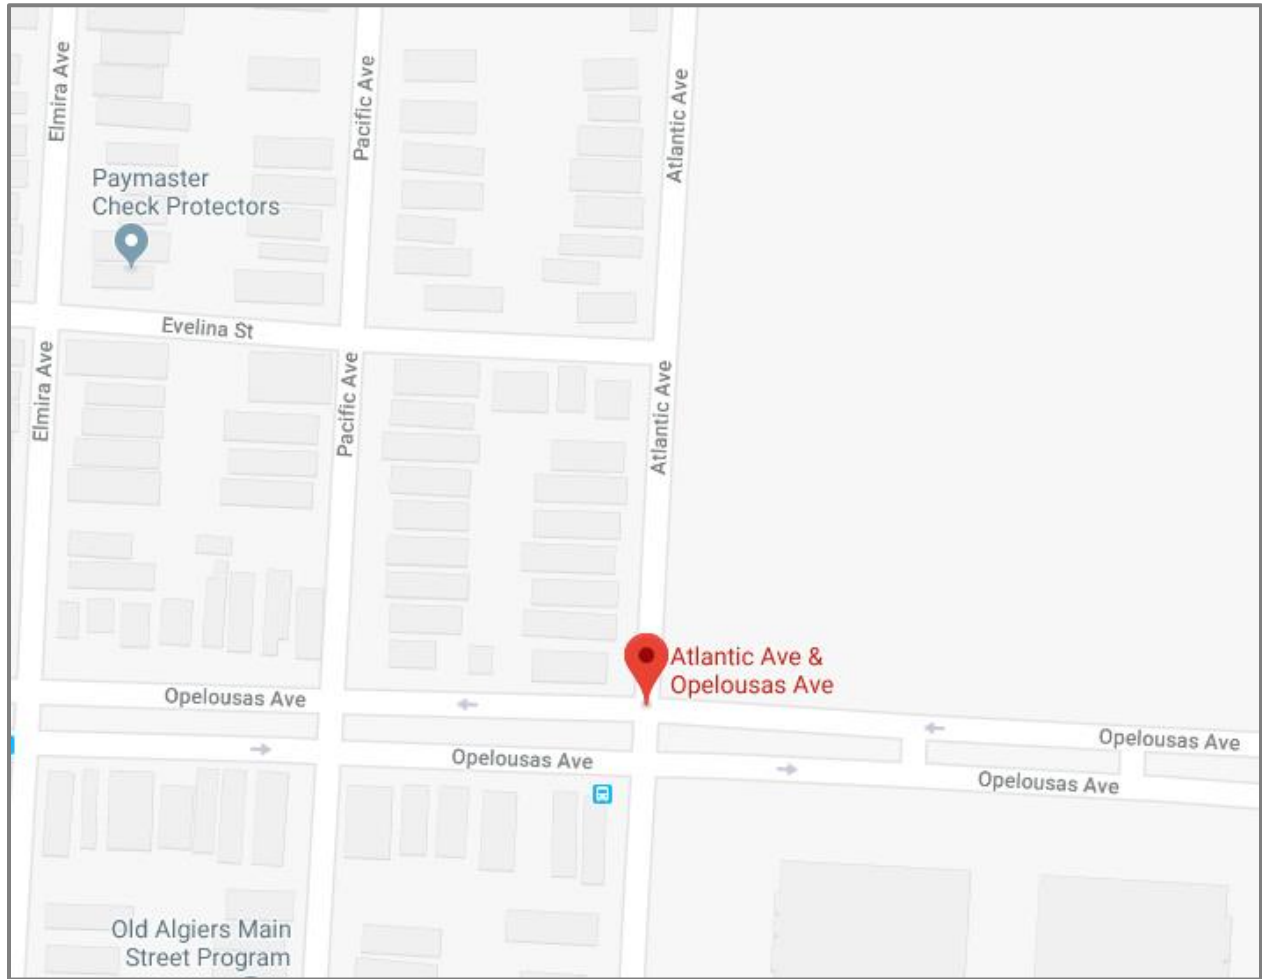 Elmira Ave
Pacific Ave
Atlantic Ave
Paymaster
Check Protectors
Evelina St
Elmira Ave
Pacific Ave
Atlantic Ave
Atlantic Ave &
Opelousas Ave
Opelousas Ave
Opelousas Ave
Opelousas Ave
Opelousas Ave
Old Algiers Main
Street Program